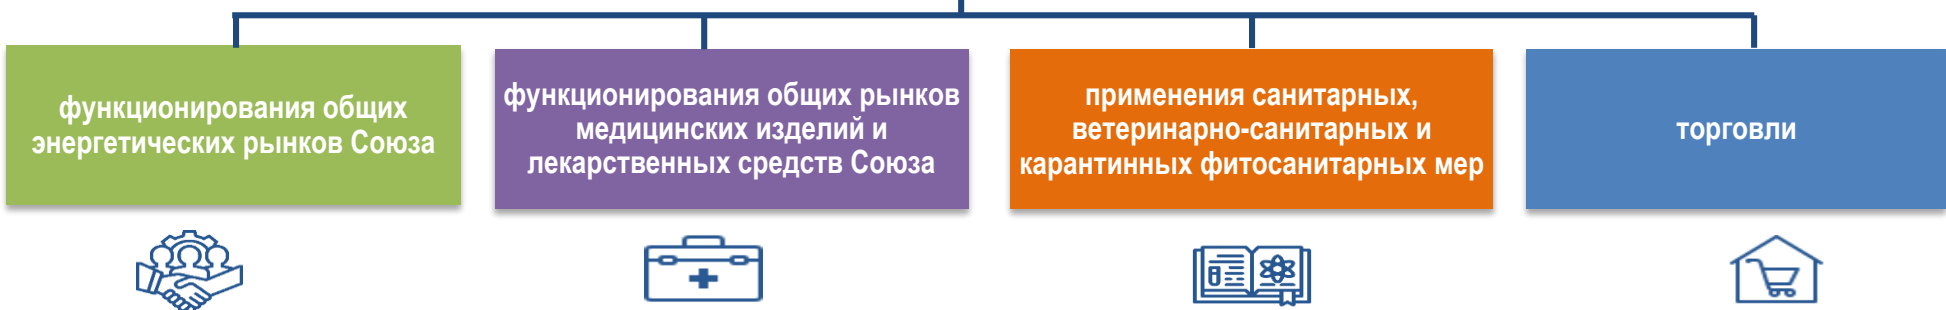 функционирования общих
энергетических рынков Союза
функционирования общих рынков
медицинских изделий и
лекарственных средств Союза
применения санитарных,
ветеринарно-санитарных и
карантинных фитосанитарных мер
торговли